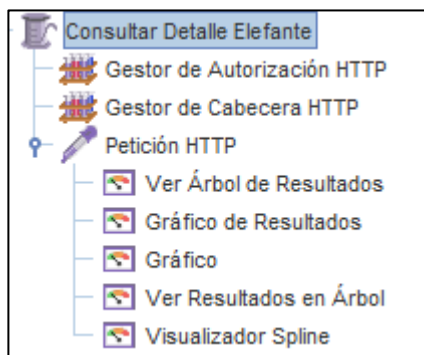 Consultar Detalle Elefante
Gestor de Autorización HTTP
Gestor de Cabecera HTTP
Petición HTTP
Ver Árbol de Resultados
Gráfico de Resultados
Gráfico
Ver Resultados en Árbol
Visualizador Spline